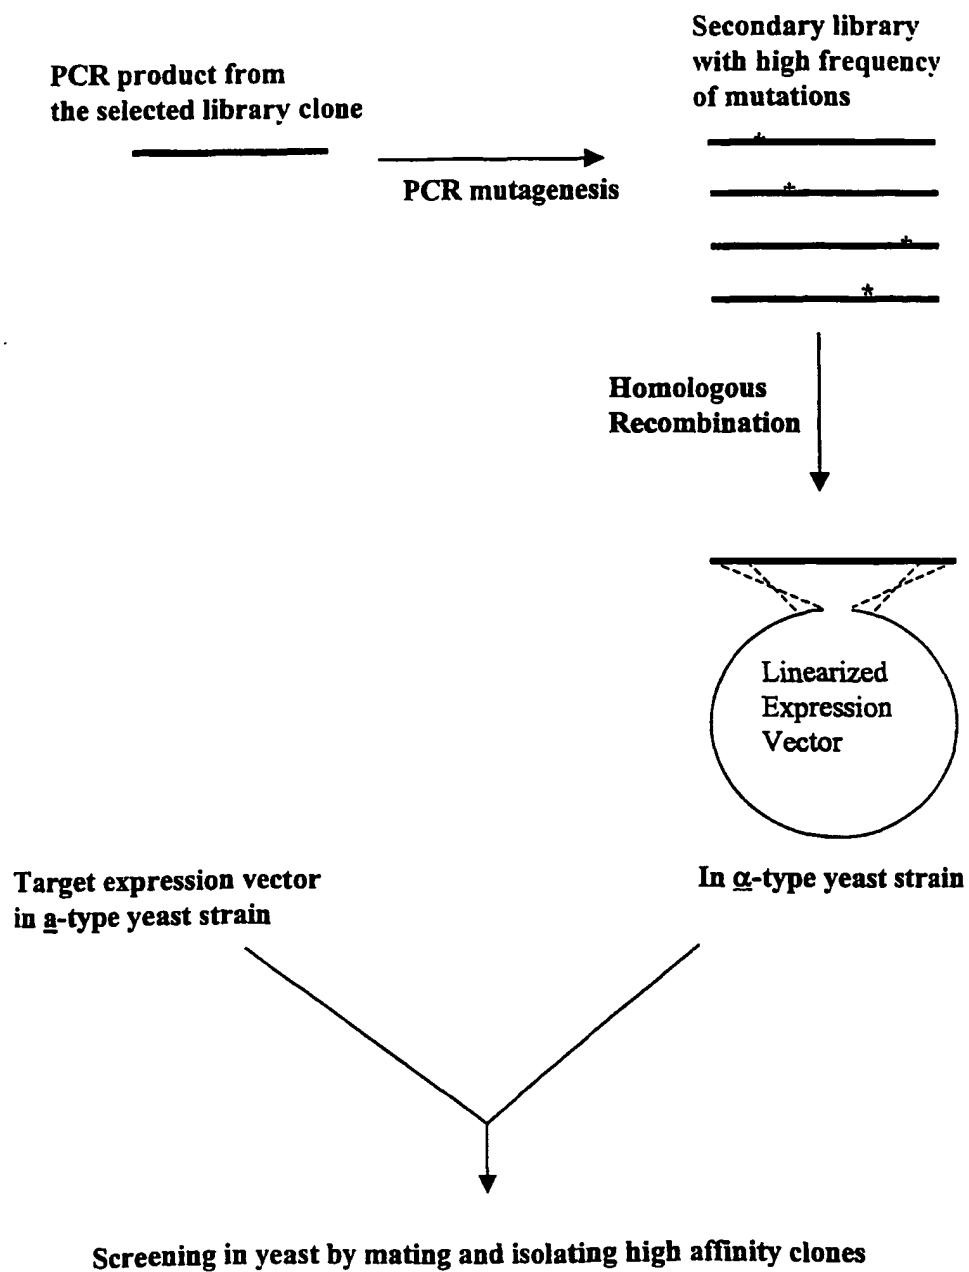 PCR product from
the selected library clone
PCR mutagenesis
Secondary library
with high frequency
of mutations
Homologous
Recombination
Linearized
Expression
Vector
Target expression vector
in a-type yeast strain
In α-type yeast strain
Screening in yeast by mating and isolating high affinity clones